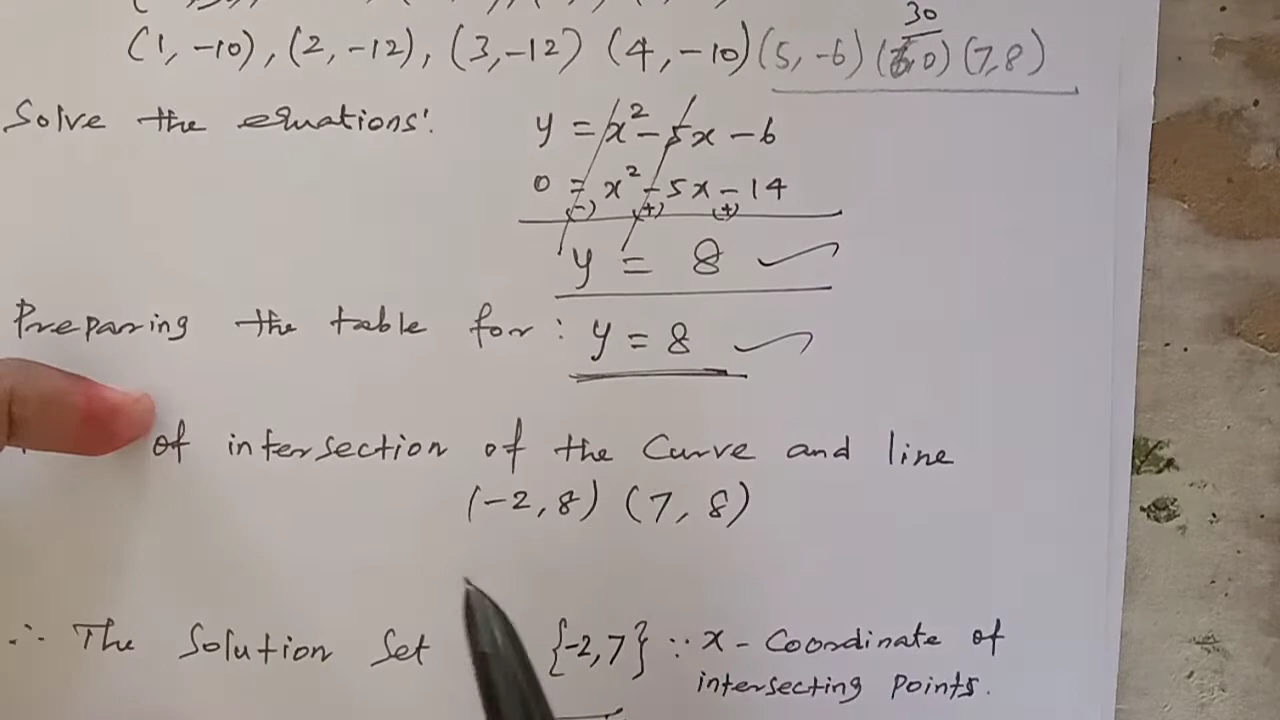 (1, -10), (2, -12), (3, -12) (4, -10) (5, -6) (6, 0) (7, 8)
30
Solve the equations: y = x² - 5x - 6
0 = x² - 5x - 14
(-) (+) (+)
y = 8
Preparing the table for: y = 8
of intersection of the Curve and line
(-2, 8) (7, 8)
∴ The Solution Set {-2, 7} ∵ x - Coordinate of
intersecting points.